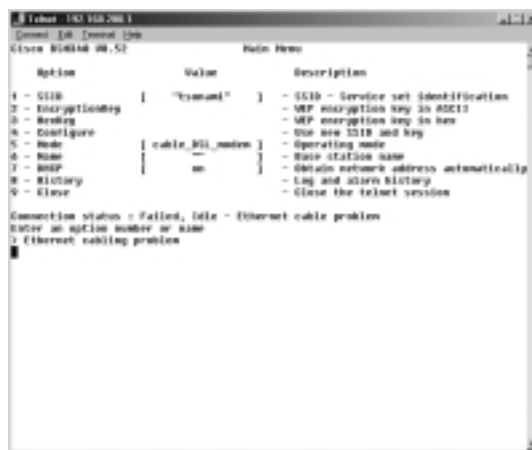 Telnet - 192.168.200.1
Connect Edit Terminal Help
Cisco BSM340 V8.52 Main Menu
Option Value Description
1 - SSID [ "tsunami" ] - SSID - Service set identification
2 - EncryptionKey - WEP encryption key in ASCII
3 - HexKey - WEP encryption key in hex
4 - Configure - Use new SSID and key
5 - Mode [ cable_DSL_modem ] - Operating mode
6 - Name [ "" ] - Base station name
7 - DHCP [ on ] - Obtain network address automatically
8 - History - Log and alarm history
9 - Close - Close the telnet session
Connection status : Failed, Idle - Ethernet cable problem
Enter an option number or name
> Ethernet cabling problem